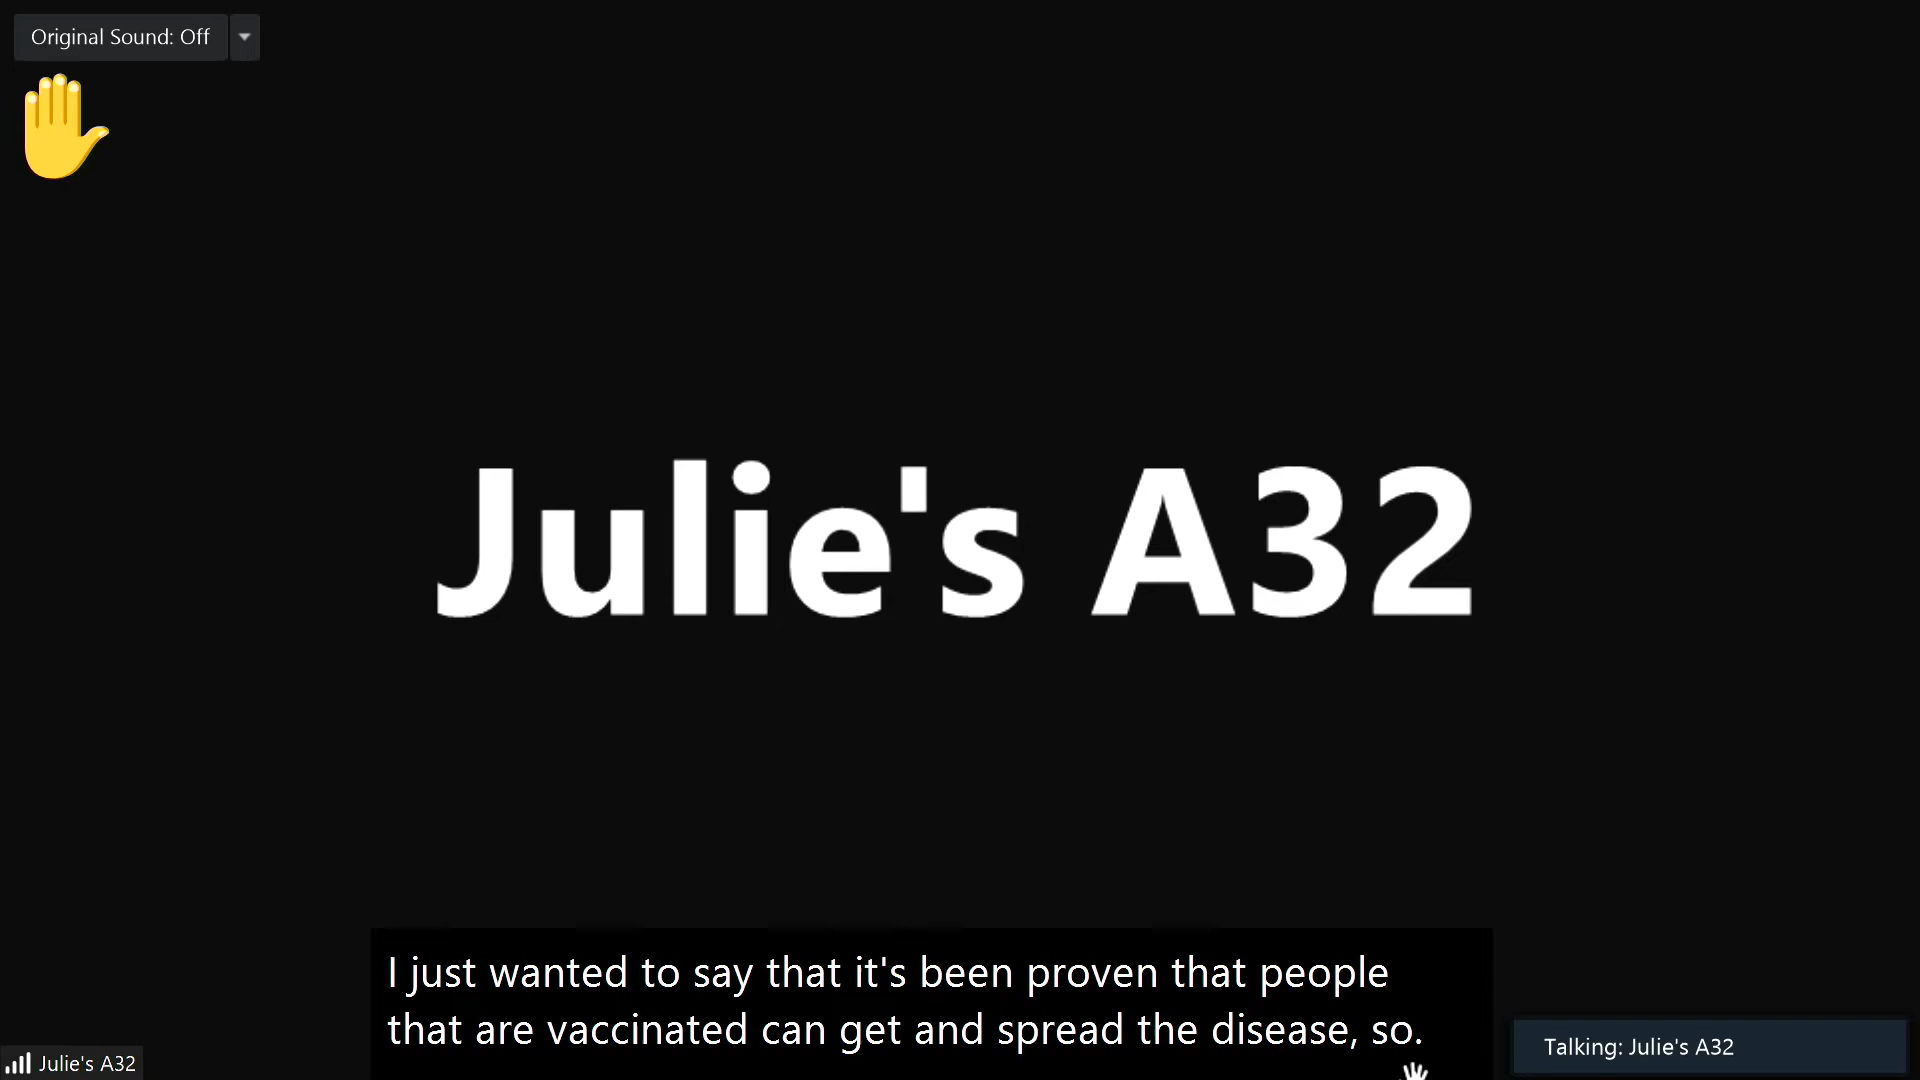 Original Sound: Off
Julie's A32
I just wanted to say that it's been proven that people
that are vaccinated can get and spread the disease, so.
Talking: Julie's A32
Julie's A32